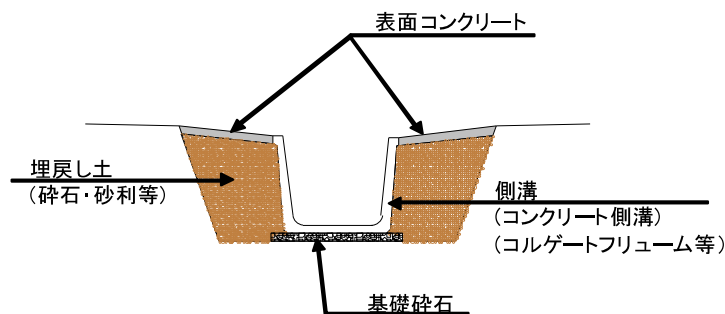 表面コンクリート
埋戻し土
(砕石・砂利等)
側溝
(コンクリート側溝)
(コルゲートフリューム等)
基礎砕石